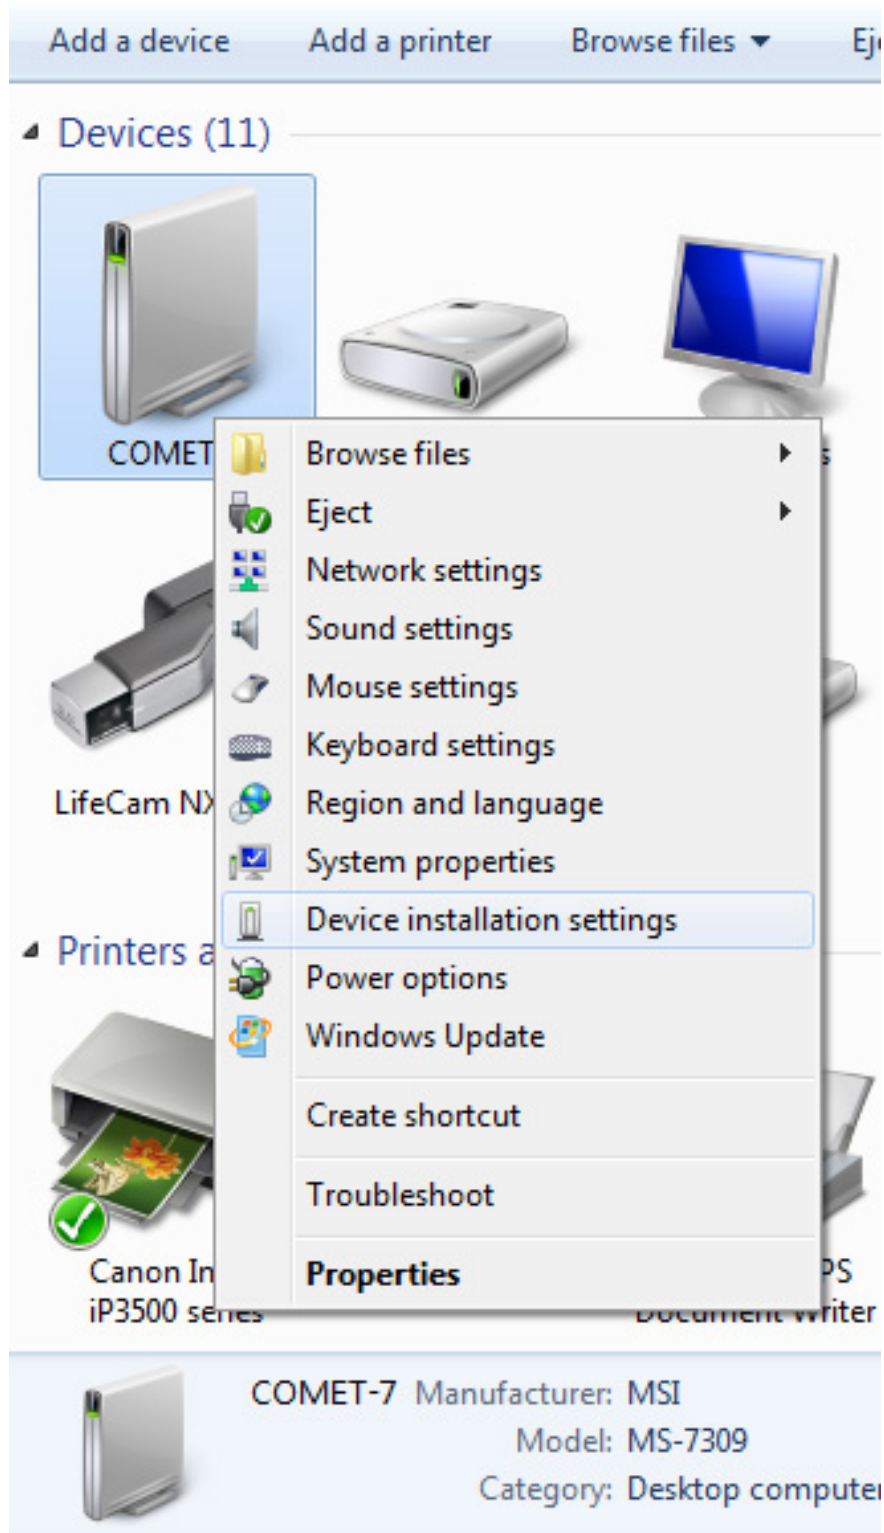 Add a device Add a printer Browse files
Devices (11)
COMET
Browse files
Eject
Network settings
Sound settings
Mouse settings
Keyboard settings
LifeCam NX
Region and language
System properties
Device installation settings
Printers
Power options
Windows Update
Create shortcut
Troubleshoot
Properties
Canon In
iP3500 series
PS
Document Writer
COMET-7 Manufacturer: MSI
Model: MS-7309
Category: Desktop computer